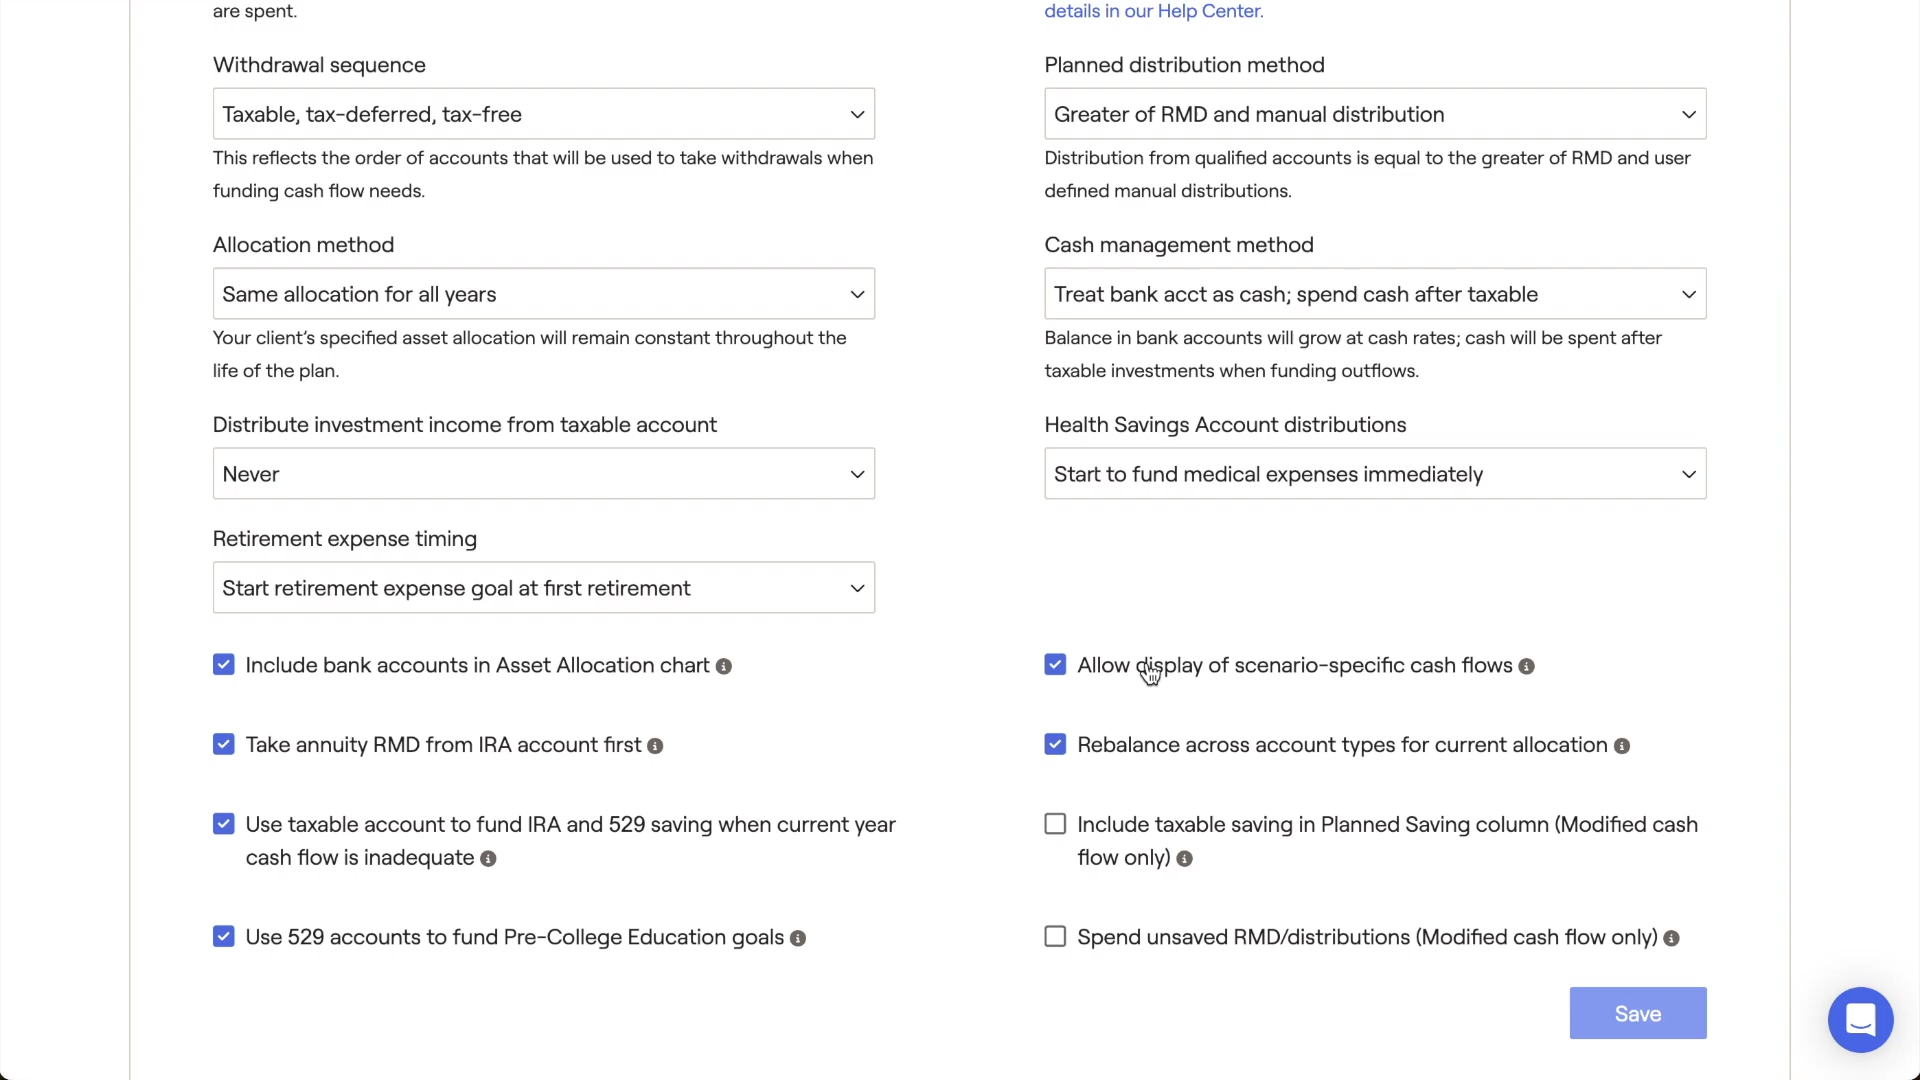 are spent.
details in our Help Center.
Withdrawal sequence
Planned distribution method
Taxable, tax-deferred, tax-free
Greater of RMD and manual distribution
This reflects the order of accounts that will be used to take withdrawals when
funding cash flow needs.
Distribution from qualified accounts is equal to the greater of RMD and user
defined manual distributions.
Allocation method
Cash management method
Same allocation for all years
Treat bank acct as cash; spend cash after taxable
Your client's specified asset allocation will remain constant throughout the
life of the plan.
Balance in bank accounts will grow at cash rates; cash will be spent after
taxable investments when funding outflows.
Distribute investment income from taxable account
Health Savings Account distributions
Never
Start to fund medical expenses immediately
Retirement expense timing
Start retirement expense goal at first retirement
Include bank accounts in Asset Allocation chart
Allow display of scenario-specific cash flows
Take annuity RMD from IRA account first
Rebalance across account types for current allocation
Use taxable account to fund IRA and 529 saving when current year
cash flow is inadequate
Include taxable saving in Planned Saving column (Modified cash
flow only)
Use 529 accounts to fund Pre-College Education goals
Spend unsaved RMD/distributions (Modified cash flow only)
Save